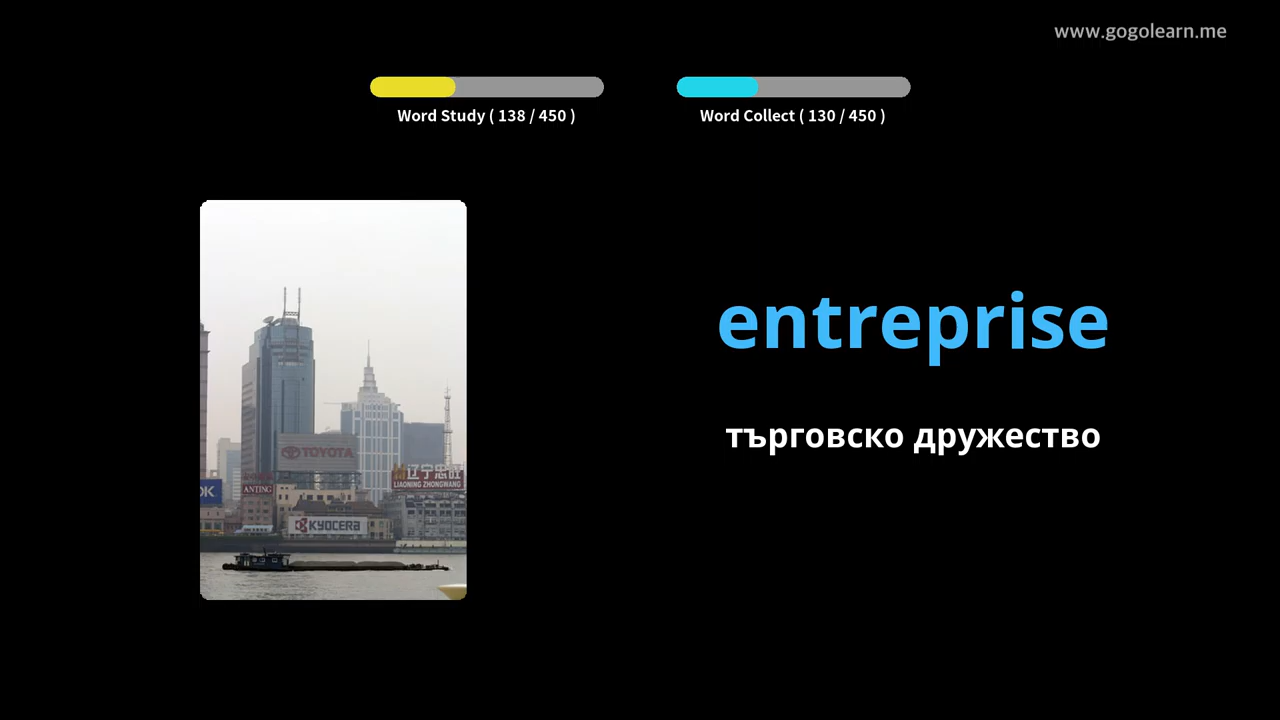 www.gogolearn.me
Word Study ( 138 / 450 )
Word Collect ( 130 / 450 )
entreprise
търговско дружество
TOYOTA
辽宁忠旺
LIAONING ZHONGWANG
OK
ANTING
KYOCERA